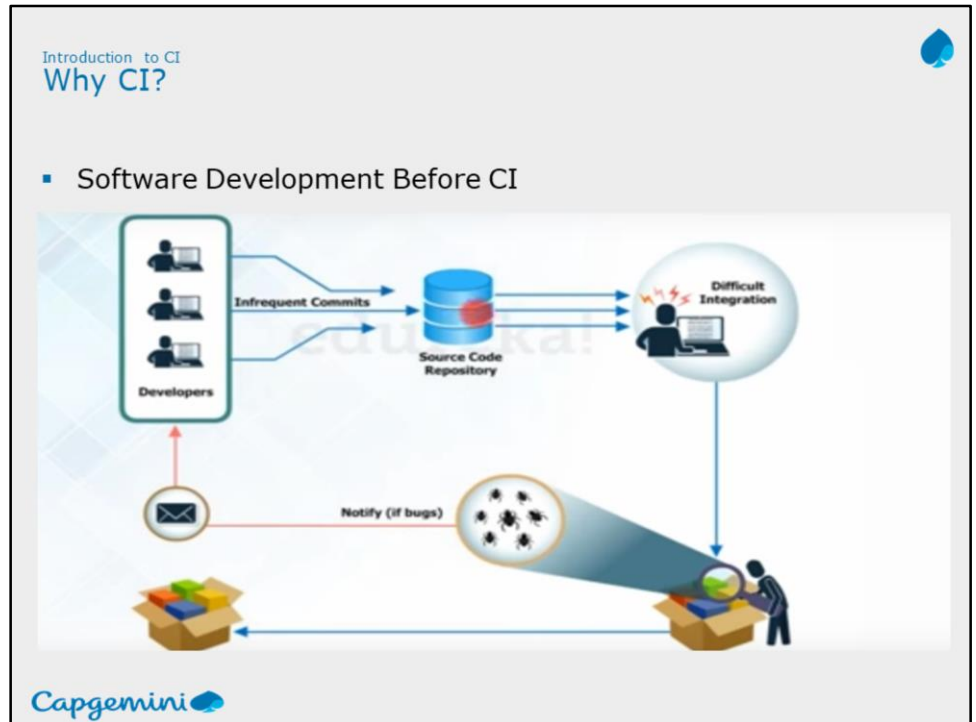 Introduction to CI
Why CI?
▪ Software Development Before CI
Infrequent Commits
Difficult
Integration
Source Code
Repository
Developers
Notify (if bugs)
Capgemini